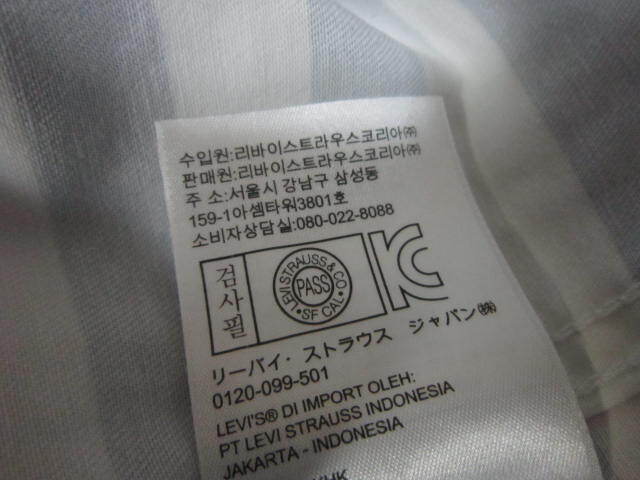 수입원:리바이스트라우스코리아㈜
판매원:리바이스트라우스코리아㈜
주 소:서울시 강남구 삼성동
159-1아셈타워3801호
소비자상담실:080-022-8088
검사필
LEVI STRAUSS & CO
PASS
SF CAL
リーバイ・ストラウス ジャパン㈱
0120-099-501
LEVI'S® DI IMPORT OLEH:
PT LEVI STRAUSS INDONESIA
JAKARTA - INDONESIA